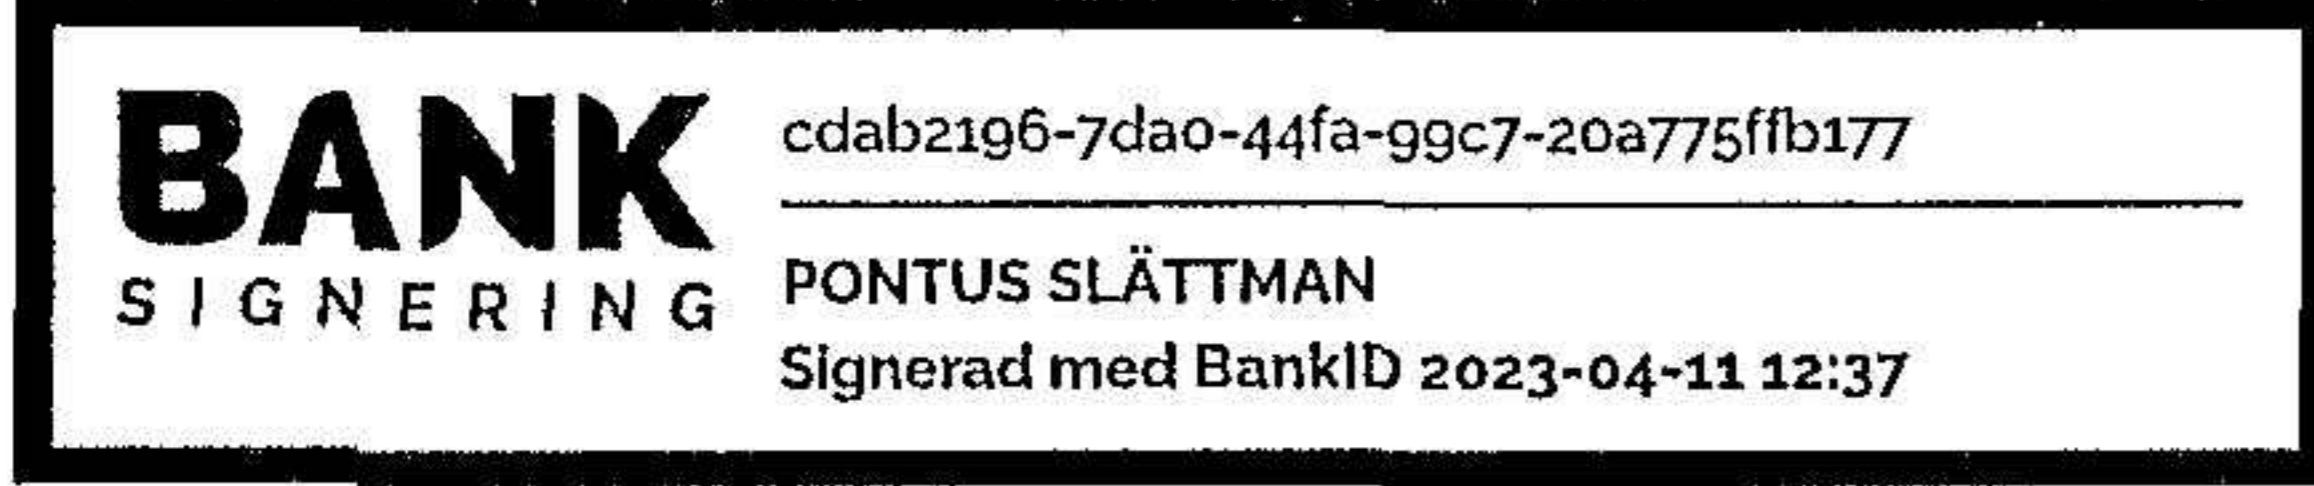 BANK
SIGNERING
cdab2196-7da0-44fa-99c7-20a775ffb177
PONTUS SLÄTTMAN
Signerad med BankID 2023-04-11 12:37